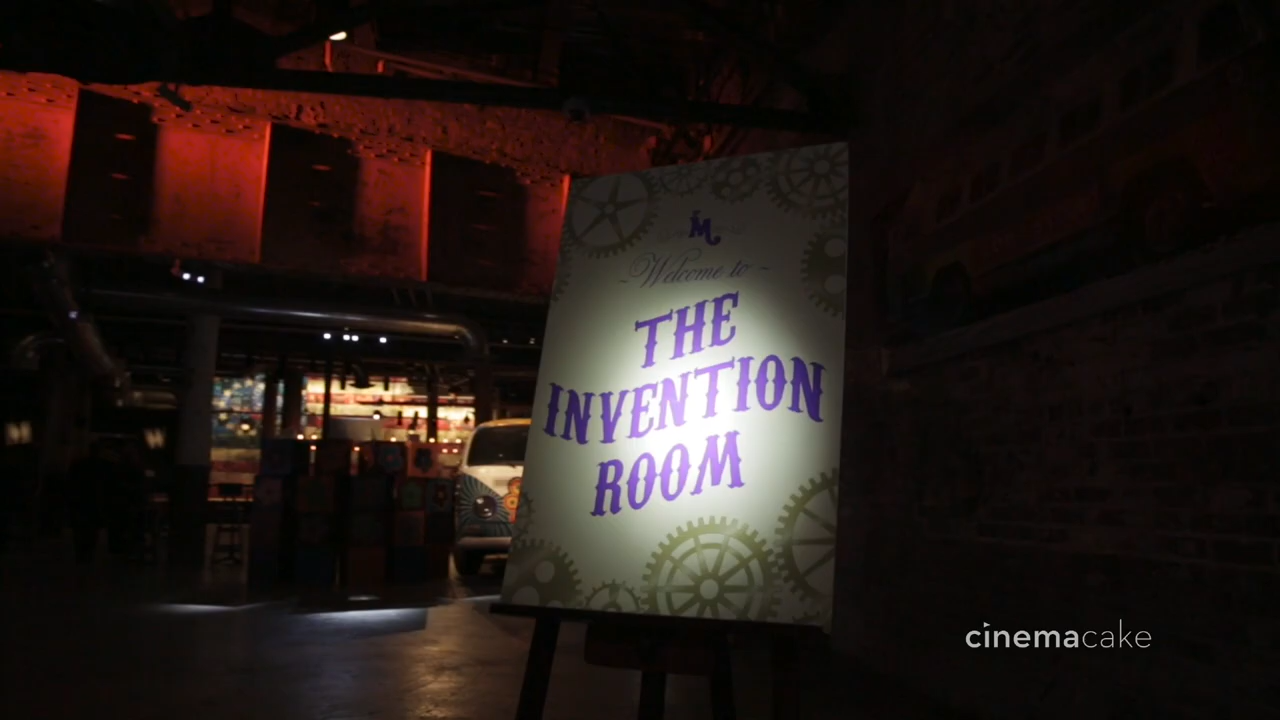 M
~ Welcome to ~
THE
INVENTION
ROOM
cinemacake